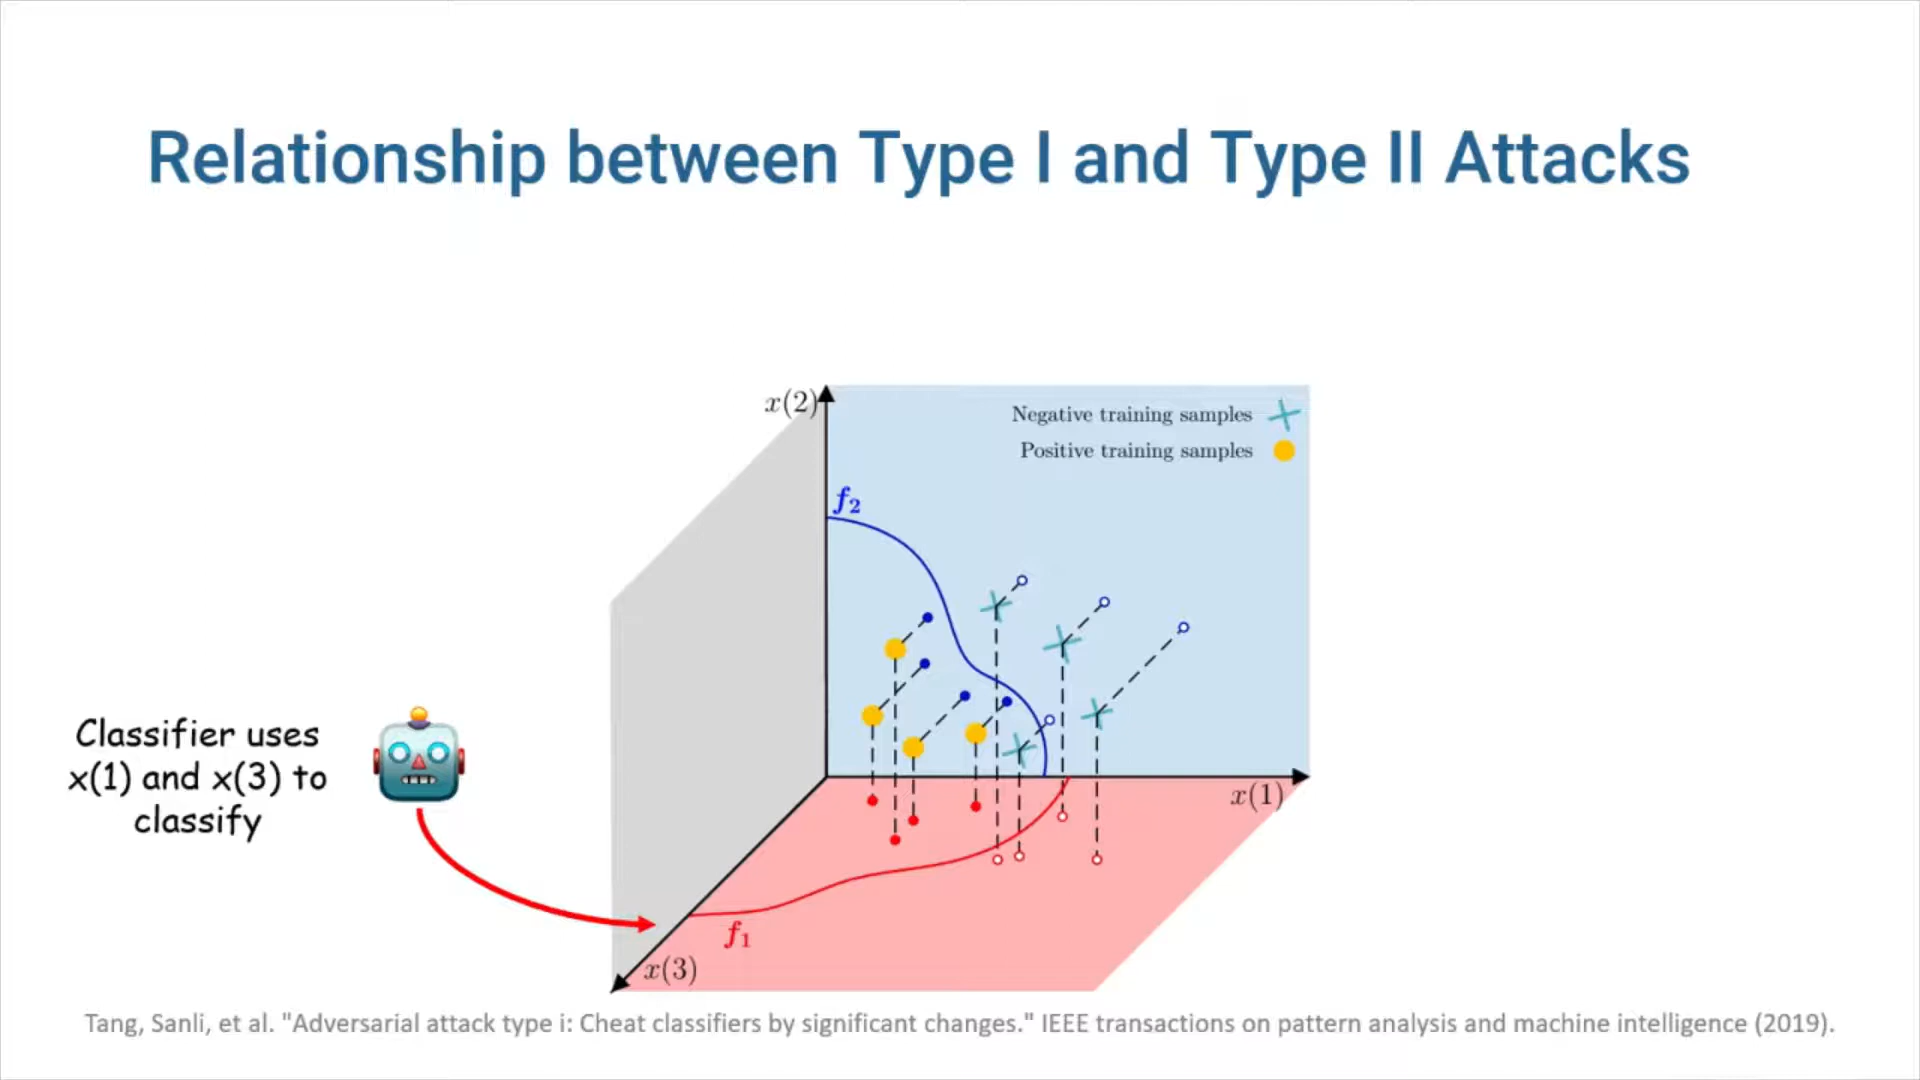 Relationship between Type I and Type II Attacks
x(2)
Negative training samples
Positive training samples
f₂
Classifier uses
x(1) and x(3) to
classify
x(1)
f₁
x(3)
Tang, Sanli, et al. "Adversarial attack type i: Cheat classifiers by significant changes." IEEE transactions on pattern analysis and machine intelligence (2019).